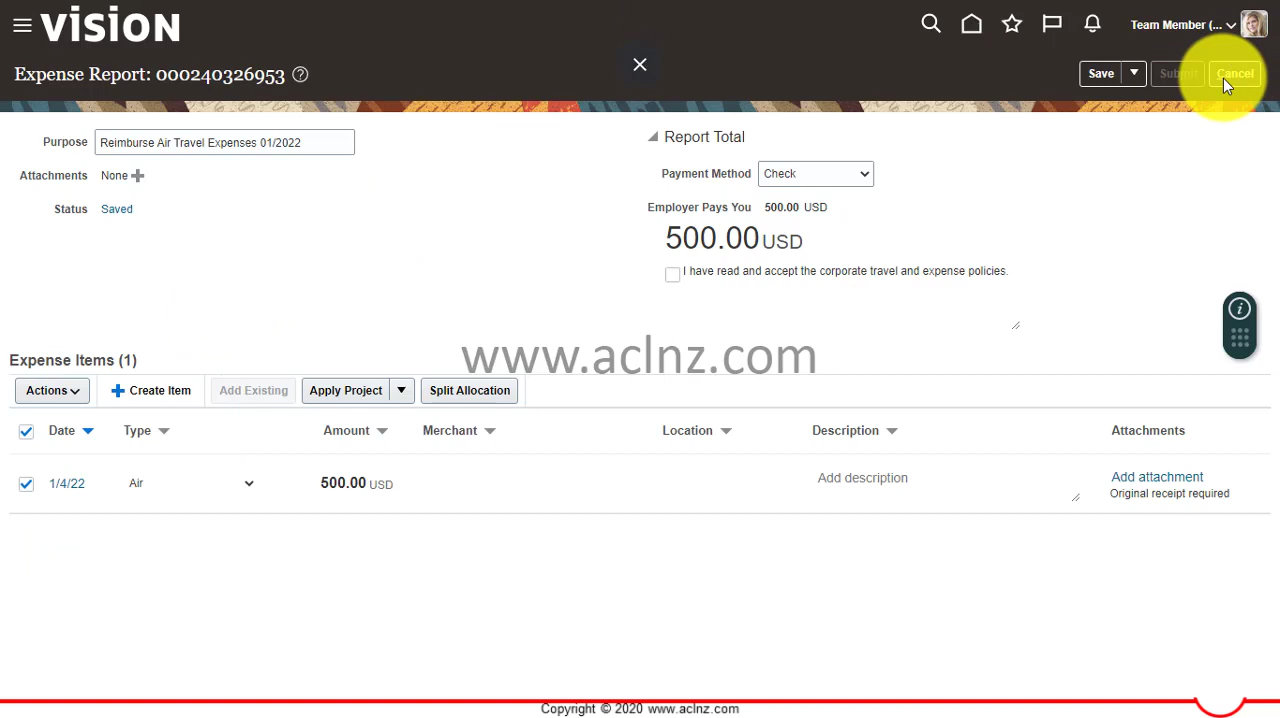 vision
Team Member (...
Expense Report: 000240326953
Save
Submit
Cancel
Purpose
Reimburse Air Travel Expenses 01/2022
Attachments
None
Status
Saved
Report Total
Payment Method
Check
Employer Pays You
500.00 USD
500.00 USD
I have read and accept the corporate travel and expense policies.
www.aclnz.com
Expense Items (1)
Actions
Create Item
Add Existing
Apply Project
Split Allocation
Date
Type
Amount
Merchant
Location
Description
Attachments
1/4/22
Air
500.00 USD
Add description
Add attachment
Original receipt required
Copyright © 2020 www.aclnz.com